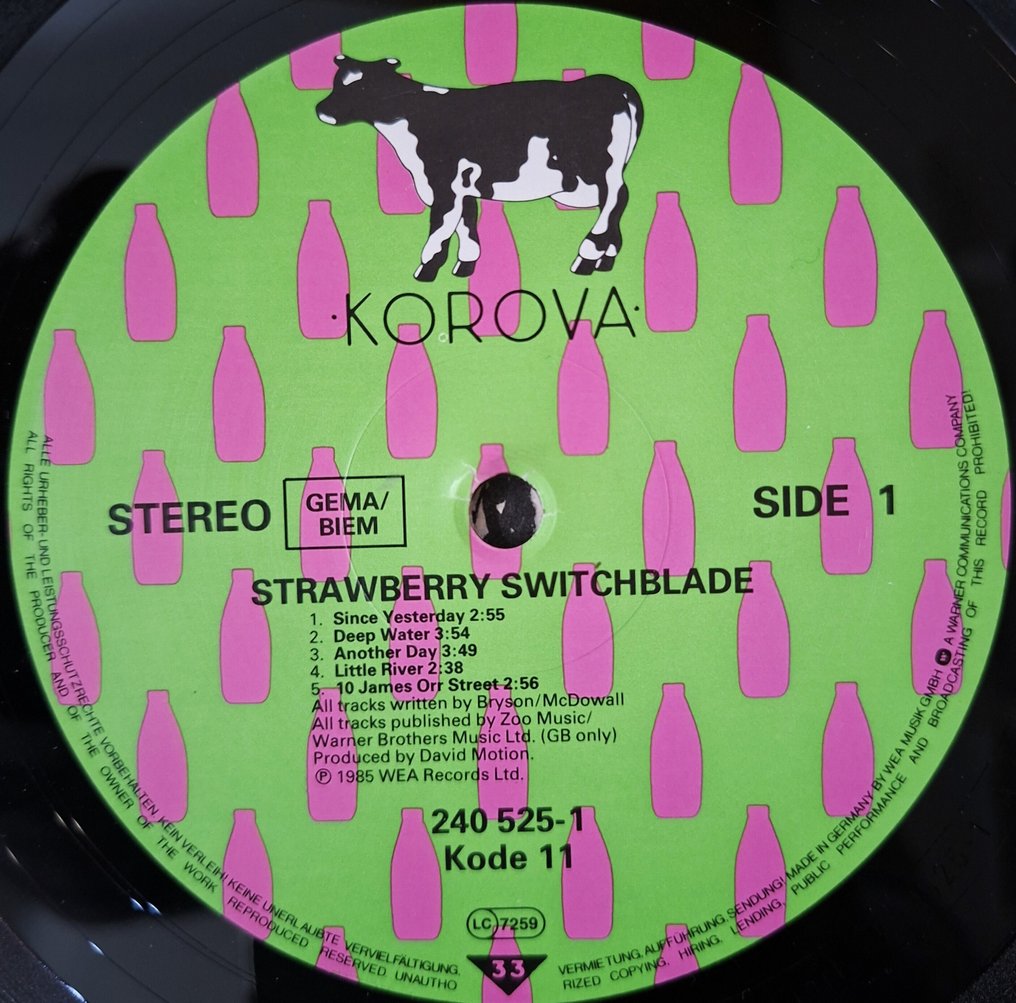 ·KOROVA·
STEREO
GEMA/
BIEM
SIDE 1
STRAWBERRY SWITCHBLADE
1. Since Yesterday 2:55
2. Deep Water 3:54
3. Another Day 3:49
4. Little River 2:38
5. 10 James Orr Street 2:56
All tracks written by Bryson/McDowall
All tracks published by Zoo Music/
Warner Brothers Music Ltd. (GB only)
Produced by David Motion.
℗ 1985 WEA Records Ltd.
240 525-1
Kode 11
LC 7259
33
ALLE URHEBER- UND LEISTUNGSSCHUTZRECHTE VORBEHALTEN KEIN VERLEIH! KEINE UNERLAUBTE VERVIELFÄLTIGUNG,
VERMIETUNG, AUFFÜHRUNG, SENDUNG! MADE IN GERMANY BY WEA MUSIK GMBH A WARNER COMMUNICATIONS COMPANY
ALL RIGHTS OF THE PRODUCER AND OF THE OWNER OF THE WORK REPRODUCED RESERVED UNAUTHO
RIZED COPYING, HIRING, LENDING, PUBLIC PERFORMANCE AND BROADCASTING OF THIS RECORD PROHIBITED!